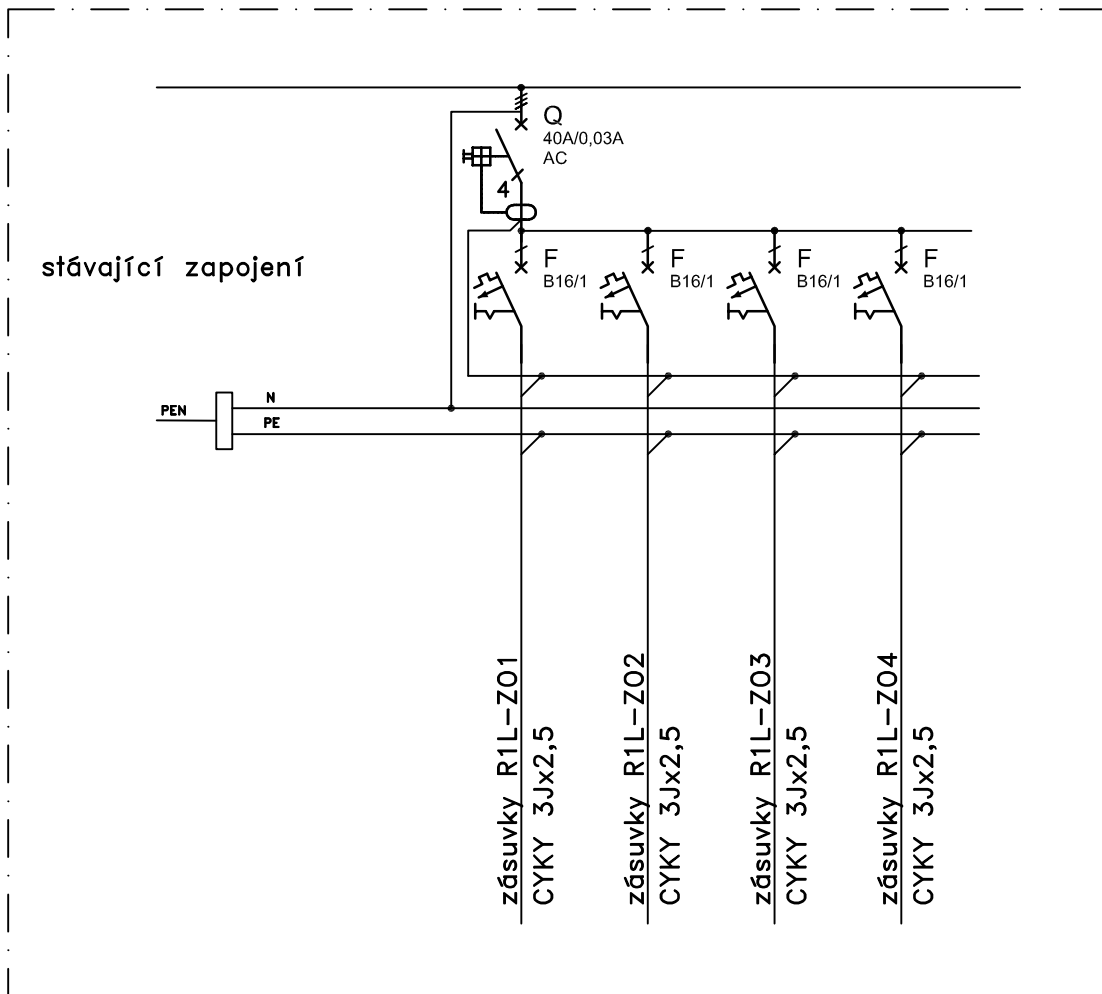 Q
40A/0,03A
AC
4
stávající zapojení
F
B16/1
F
B16/1
F
B16/1
F
B16/1
PEN
N
PE
zásuvky R1L-Z01
CYKY 3Jx2,5
zásuvky R1L-Z02
CYKY 3Jx2,5
zásuvky R1L-Z03
CYKY 3Jx2,5
zásuvky R1L-Z04
CYKY 3Jx2,5